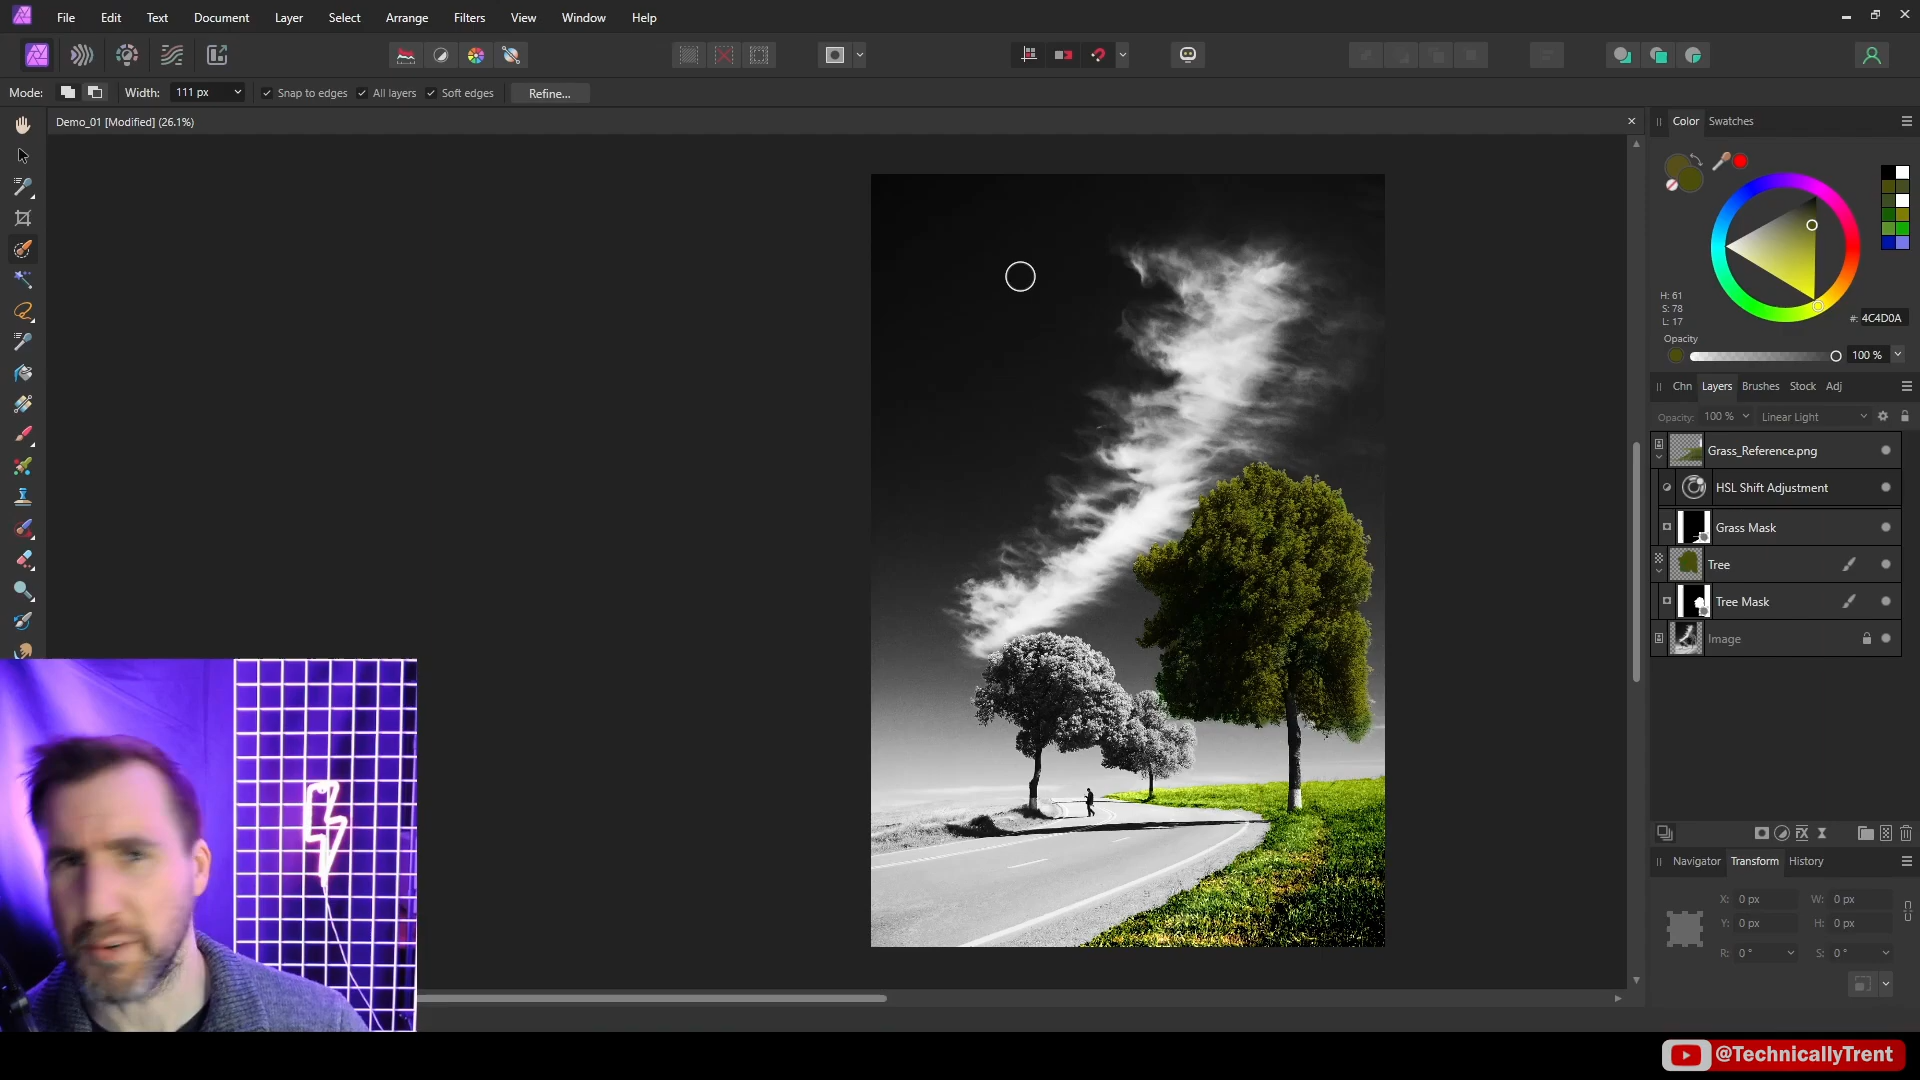 File Edit Text Document Layer Select Arrange Filters View Window Help
Mode: Width: 111 px Snap to edges All layers Soft edges Refine...
Demo_01 [Modified] (26.1%)
Color Swatches
H: 61
S: 78
L: 17
#: 4C4D0A
Opacity
100 %
Chn Layers Brushes Stock Adj
Opacity: 100 % Linear Light
Grass_Reference.png
HSL Shift Adjustment
Grass Mask
Tree
Tree Mask
Image
Navigator Transform History
X: 0 px W: 0 px
Y: 0 px H: 0 px
R: 0 ° S: 0 °
@TechnicallyTrent